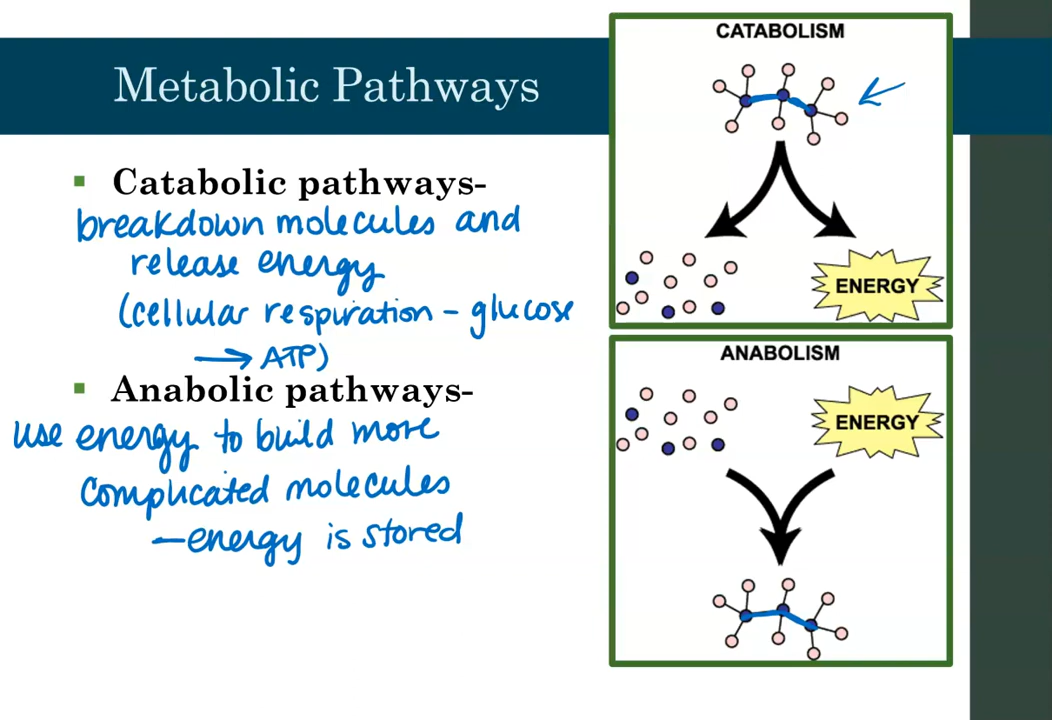 Metabolic Pathways
Catabolic pathways-
breakdown molecules and
release energy
(cellular respiration - glucose
→ ATP)
Anabolic pathways-
use energy to build more
complicated molecules
- energy is stored
CATABOLISM
ENERGY
ANABOLISM
ENERGY